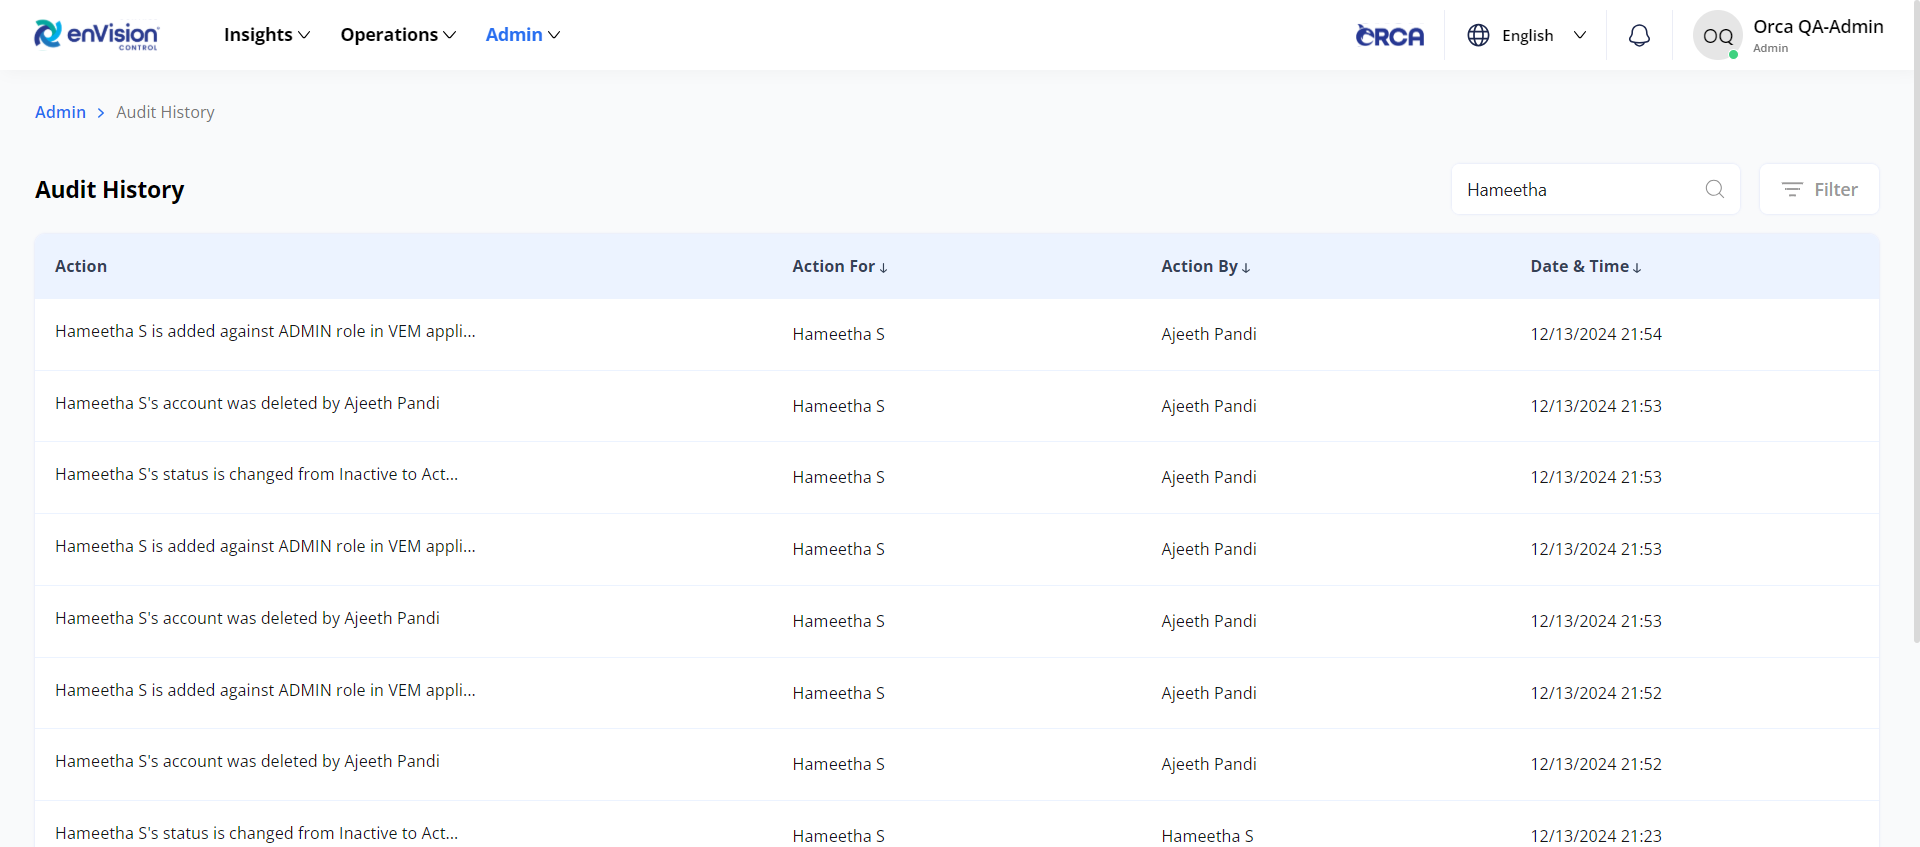 enVision CONTROL Insights Operations Admin ORCA English OQ Orca QA-Admin
Admin
Admin > Audit History
Audit History Hameetha Filter
Action Action For ↓ Action By ↓ Date & Time ↓
Hameetha S is added against ADMIN role in VEM appli... Hameetha S Ajeeth Pandi 12/13/2024 21:54
Hameetha S's account was deleted by Ajeeth Pandi Hameetha S Ajeeth Pandi 12/13/2024 21:53
Hameetha S's status is changed from Inactive to Act... Hameetha S Ajeeth Pandi 12/13/2024 21:53
Hameetha S is added against ADMIN role in VEM appli... Hameetha S Ajeeth Pandi 12/13/2024 21:53
Hameetha S's account was deleted by Ajeeth Pandi Hameetha S Ajeeth Pandi 12/13/2024 21:53
Hameetha S is added against ADMIN role in VEM appli... Hameetha S Ajeeth Pandi 12/13/2024 21:52
Hameetha S's account was deleted by Ajeeth Pandi Hameetha S Ajeeth Pandi 12/13/2024 21:52
Hameetha S's status is changed from Inactive to Act... Hameetha S Hameetha S 12/13/2024 21:23